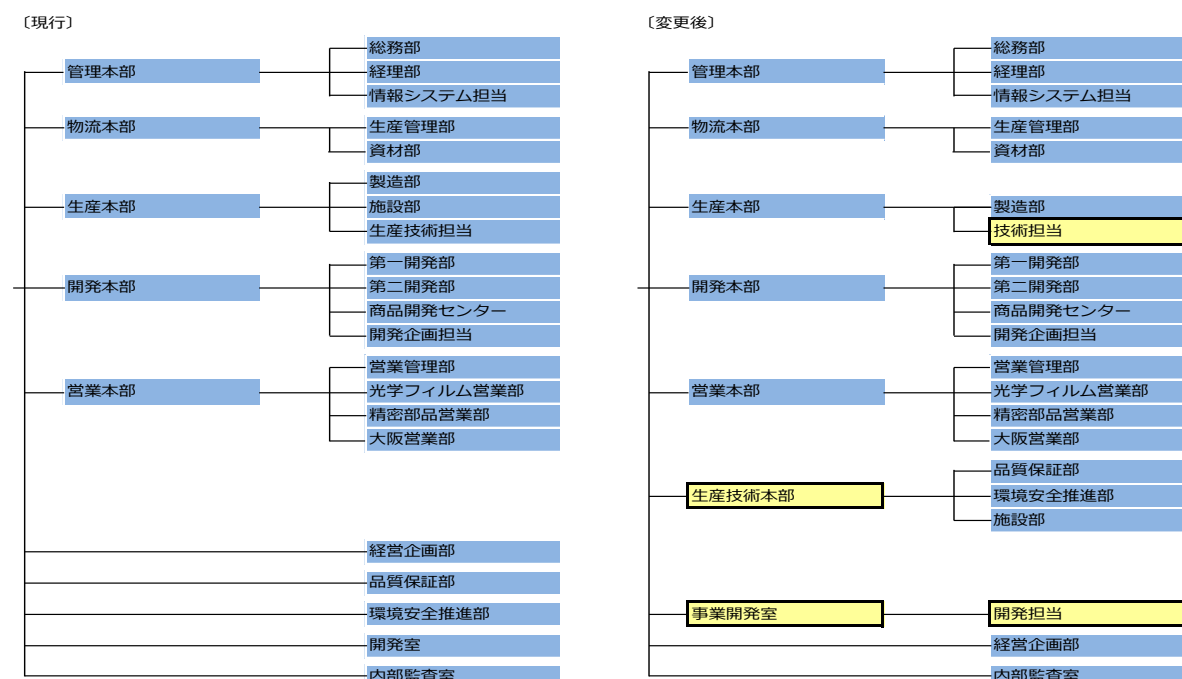 〔現行〕
総務部
管理本部
経理部
情報システム担当
物流本部
生産管理部
資材部
製造部
生産本部
施設部
生産技術担当
第一開発部
開発本部
第二開発部
商品開発センター
開発企画担当
営業管理部
営業本部
光学フィルム営業部
精密部品営業部
大阪営業部
経営企画部
品質保証部
環境安全推進部
開発室
内部監査室
〔変更後〕
総務部
管理本部
経理部
情報システム担当
物流本部
生産管理部
資材部
生産本部
製造部
技術担当
第一開発部
開発本部
第二開発部
商品開発センター
開発企画担当
営業管理部
営業本部
光学フィルム営業部
精密部品営業部
大阪営業部
品質保証部
生産技術本部
環境安全推進部
施設部
事業開発室
開発担当
経営企画部
内部監査室